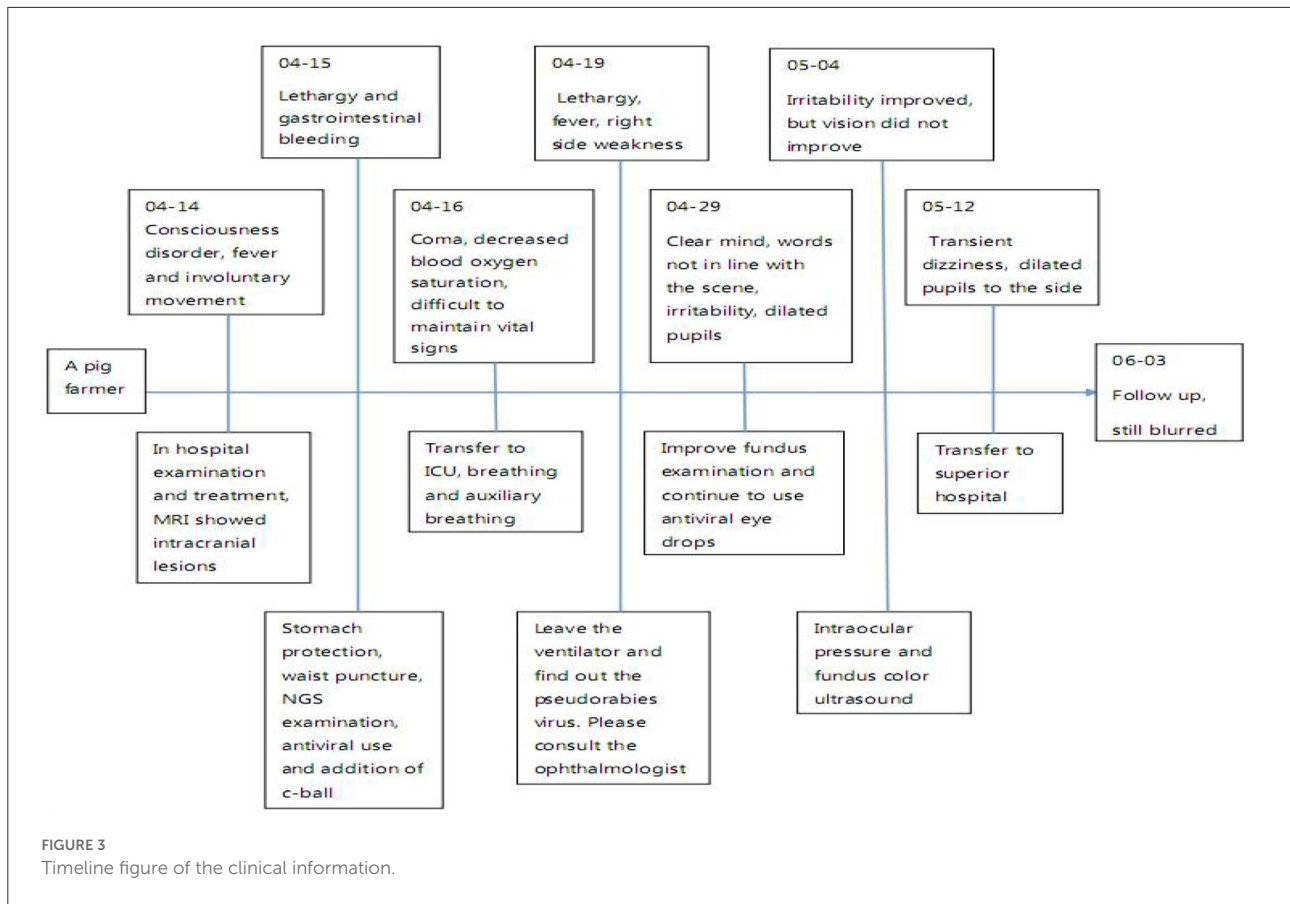 04-15
Lethargy and
gastrointestinal
bleeding
04-19
Lethargy,
fever, right
side weakness
05-04
Irritability improved,
but vision did not
improve
04-14
Consciousness
disorder, fever
and involuntary
movement
04-16
Coma, decreased
blood oxygen
saturation,
difficult to
maintain vital
signs
04-29
Clear mind, words
not in line with
the scene,
irritability, dilated
pupils
05-12
Transient
dizziness, dilated
pupils to the side
A pig
farmer
06-03
Follow up,
still blurred
In hospital
examination
and treatment,
MRI showed
intracranial
lesions
Transfer to
ICU, breathing
and auxiliary
breathing
Improve fundus
examination and
continue to use
antiviral eye
drops
Transfer to
superior
hospital
Stomach
protection,
waist puncture,
NGS
examination,
antiviral use
and addition of
c-ball
Leave the
ventilator and
find out the
pseudorabies
virus. Please
consult the
ophthalmologist
Intraocular
pressure and
fundus color
ultrasound
FIGURE 3
Timeline figure of the clinical information.